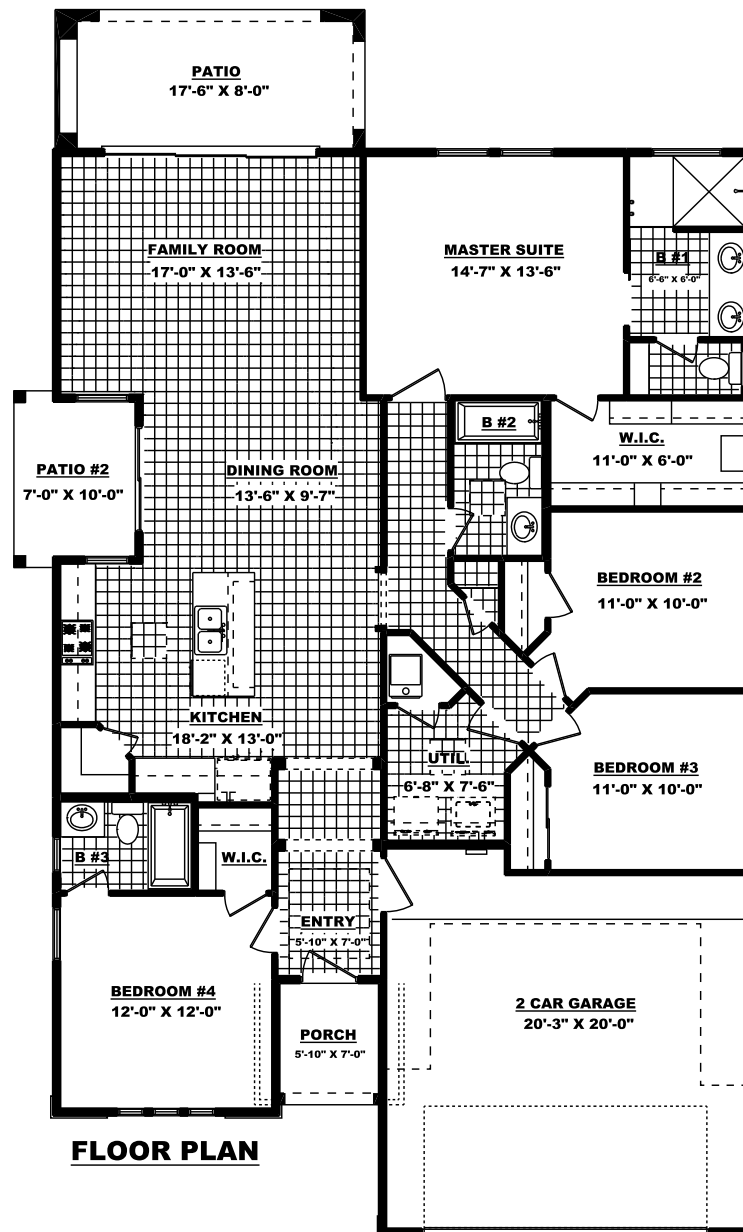 PATIO
17'-6" X 8'-0"
FAMILY ROOM
17'-0" X 13'-6"
MASTER SUITE
14'-7" X 13'-6"
B #1
6'-6" X 6'-0"
B #2
W.I.C.
11'-0" X 6'-0"
PATIO #2
7'-0" X 10'-0"
DINING ROOM
13'-6" X 9'-7"
BEDROOM #2
11'-0" X 10'-0"
KITCHEN
18'-2" X 13'-0"
UTIL.
6'-8" X 7'-6"
BEDROOM #3
11'-0" X 10'-0"
B #3
W.I.C.
ENTRY
5'-10" X 7'-0"
BEDROOM #4
12'-0" X 12'-0"
PORCH
5'-10" X 7'-0"
2 CAR GARAGE
20'-3" X 20'-0"
FLOOR PLAN